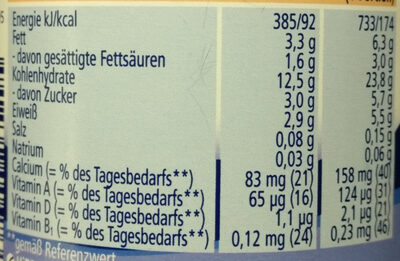 Energie kJ/kcal 385/92 733/174
Fett 3,3 g 6,3 g
- davon gesättigte Fettsäuren 1,6 g 3,0 g
Kohlenhydrate 12,5 g 23,8 g
- davon Zucker 3,0 g 5,7 g
Eiweiß 2,9 g 5,5 g
Salz 0,08 g 0,15 g
Natrium 0,03 g 0,06 g
Calcium (= % des Tagesbedarfs**) 83 mg (21) 158 mg (40)
Vitamin A (= % des Tagesbedarfs**) 65 µg (16) 124 µg (31)
Vitamin D (= % des Tagesbedarfs**) 1,1 µg 2,1 µg (21)
Vitamin B₁ (= % des Tagesbedarfs**) 0,12 mg (24) 0,23 mg (46)
**gemäß Referenzwert